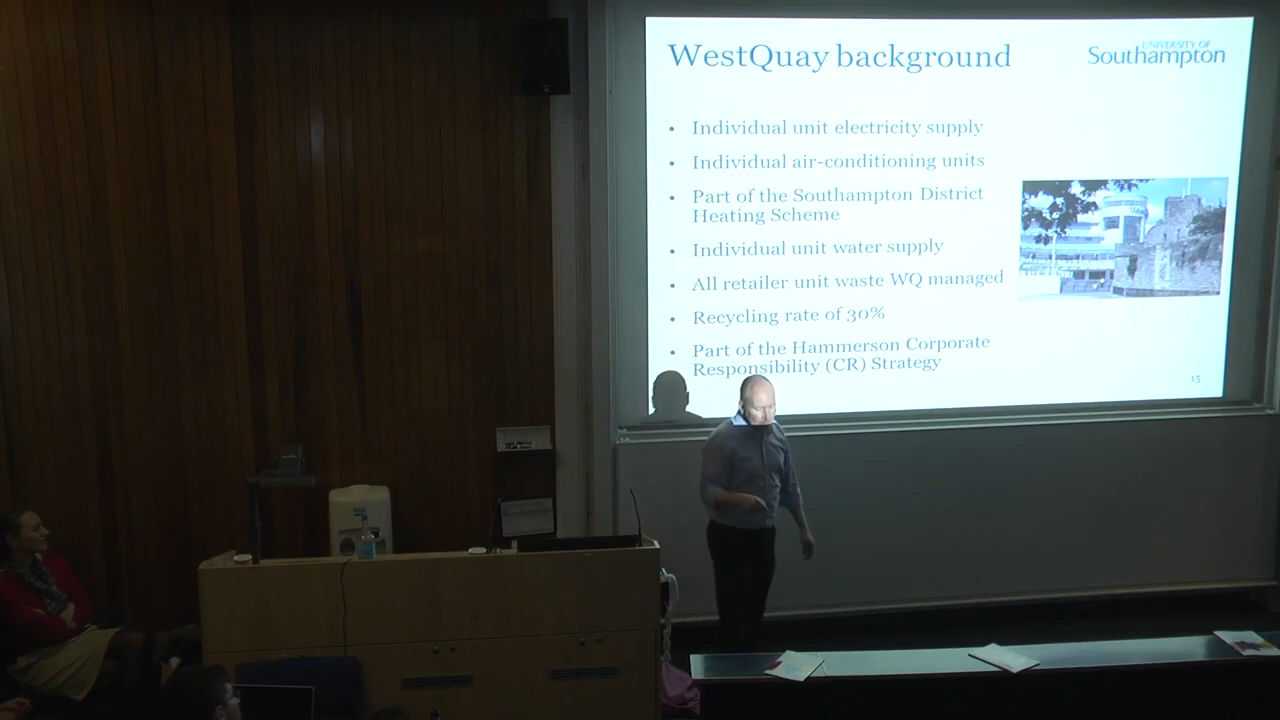 WestQuay background
UNIVERSITY OF
Southampton
• Individual unit electricity supply
• Individual air-conditioning units
• Part of the Southampton District
Heating Scheme
• Individual unit water supply
• All retailer unit waste WQ managed
• Recycling rate of 30%
• Part of the Hammerson Corporate
Responsibility (CR) Strategy
15